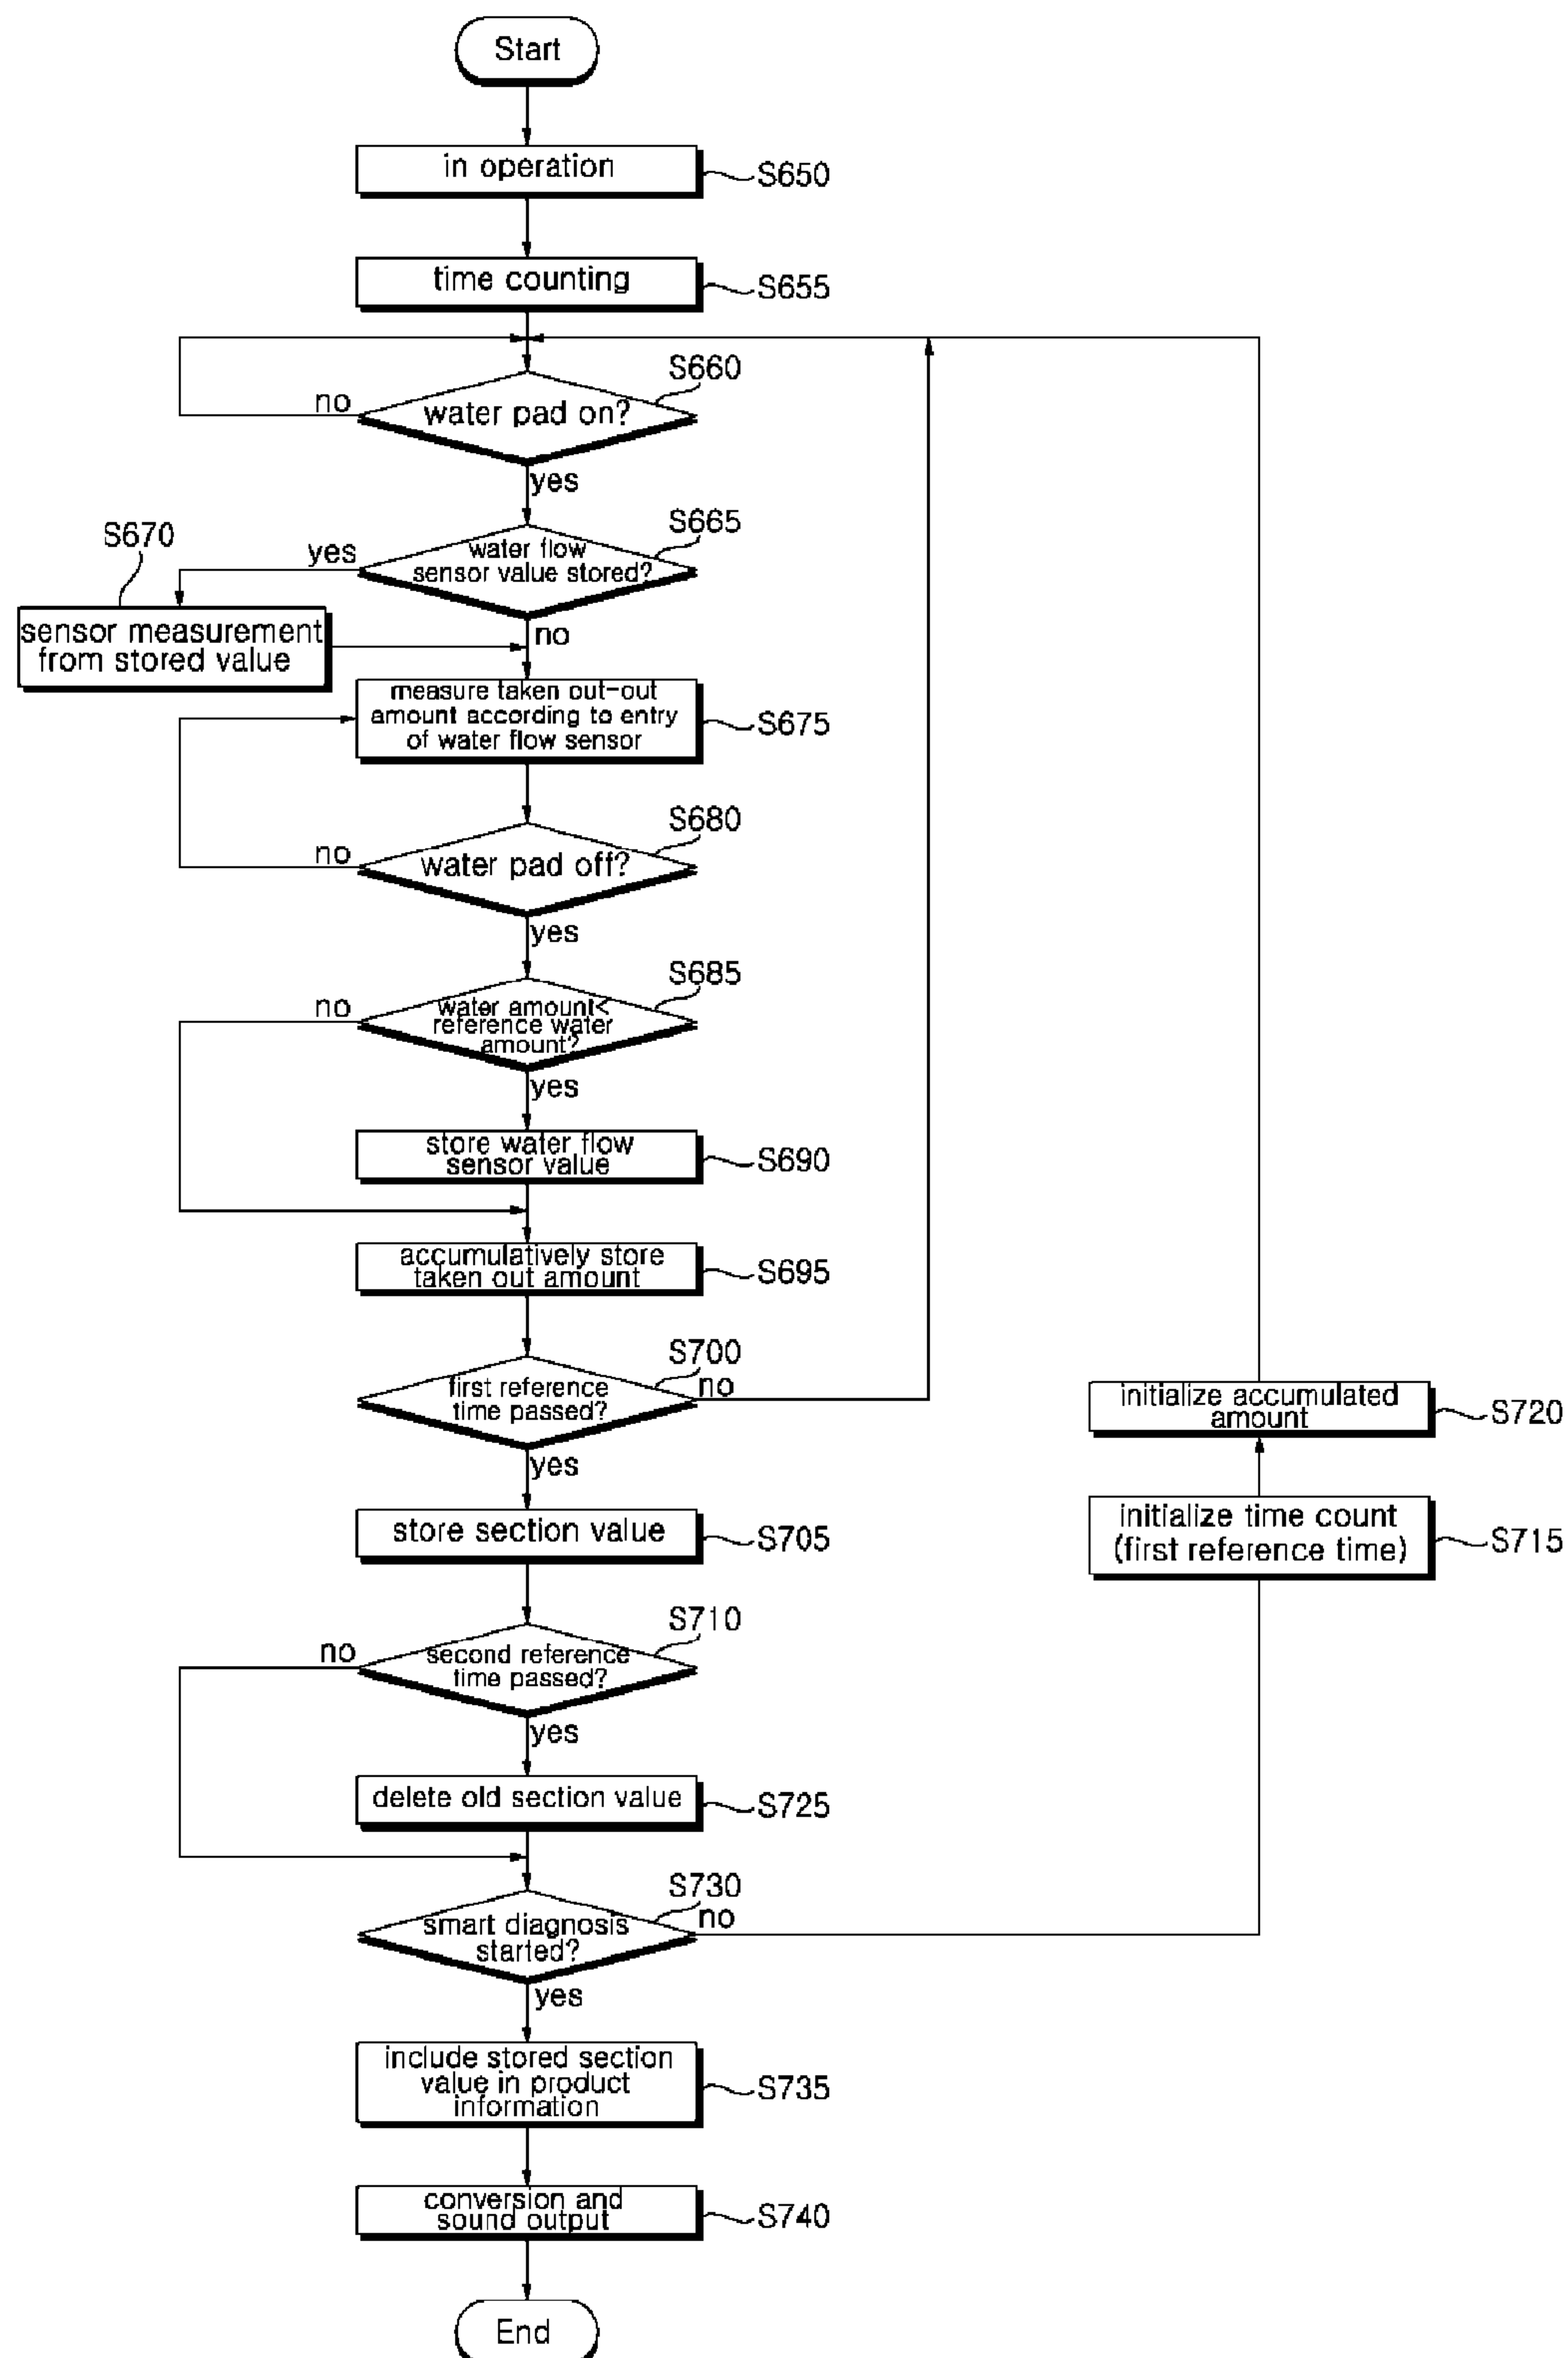 Start
in operation
S650
time counting
S655
S660
no
water pad on?
yes
S665
S670
yes
water flow
sensor value stored?
no
sensor measurement
from stored value
measure taken out-out
amount according to entry
of water flow sensor
S675
S680
no
water pad off?
yes
S685
no
water amount<
reference water
amount?
yes
store water flow
sensor value
S690
accumulatively store
taken out amount
S695
S700
no
first reference
time passed?
yes
initialize accumulated
amount
S720
store section value
S705
initialize time count
(first reference time)
S715
S710
no
second reference
time passed?
yes
delete old section value
S725
S730
no
smart diagnosis
started?
yes
include stored section
value in product
information
S735
conversion and
sound output
S740
End